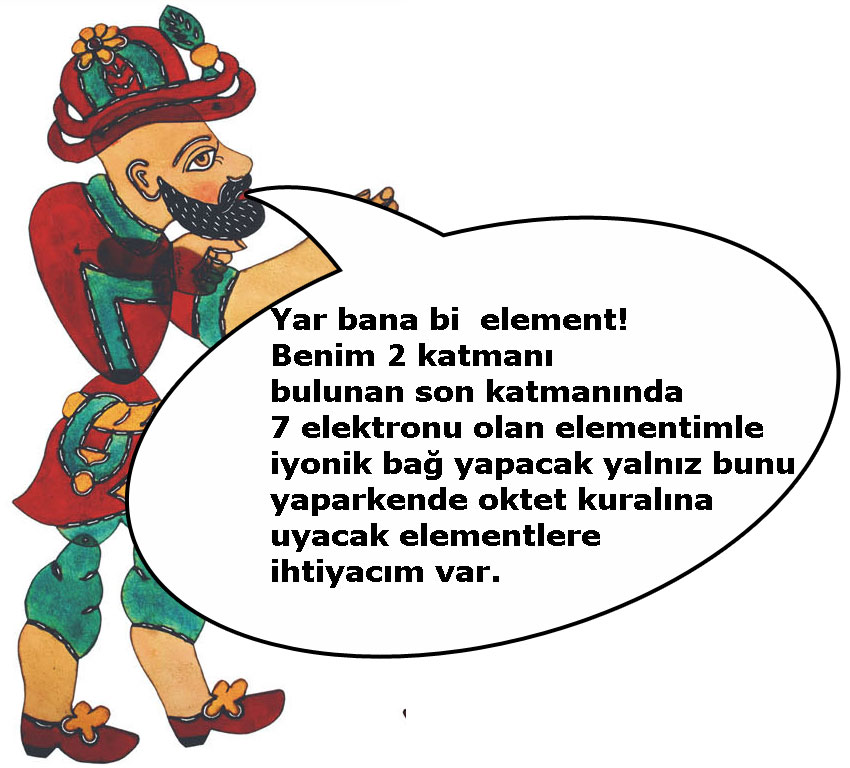 Yar bana bi  element!
Benim 2 katmanı
bulunan son katmanında
7 elektronu olan elementimle
iyonik bağ yapacak yalnız bunu
yaparkende oktet kuralına
uyacak elementlere
ihtiyacım var.